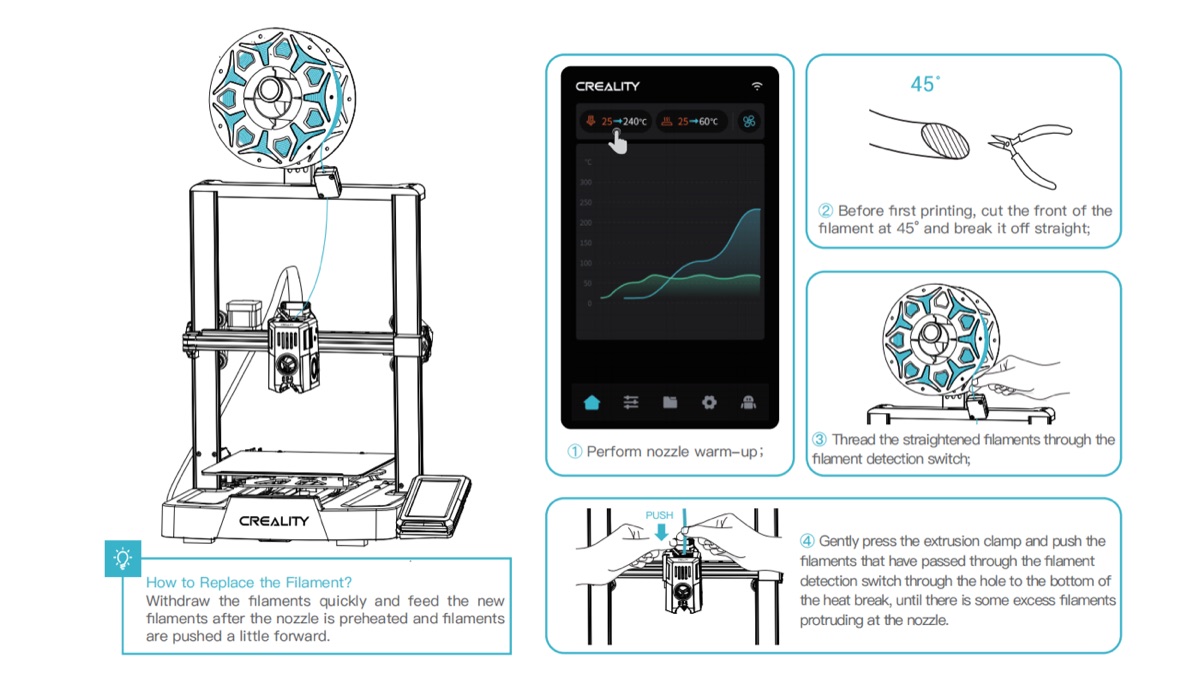 CREALITY
How to Replace the Filament?
Withdraw the filaments quickly and feed the new
filaments after the nozzle is preheated and filaments
are pushed a little forward.
CREALITY
25→240℃ 25→60℃
℃
300
250
200
150
100
50
0
① Perform nozzle warm-up;
45°
② Before first printing, cut the front of the
filament at 45° and break it off straight;
③ Thread the straightened filaments through the
filament detection switch;
PUSH
④ Gently press the extrusion clamp and push the
filaments that have passed through the filament
detection switch through the hole to the bottom of
the heat break, until there is some excess filaments
protruding at the nozzle.